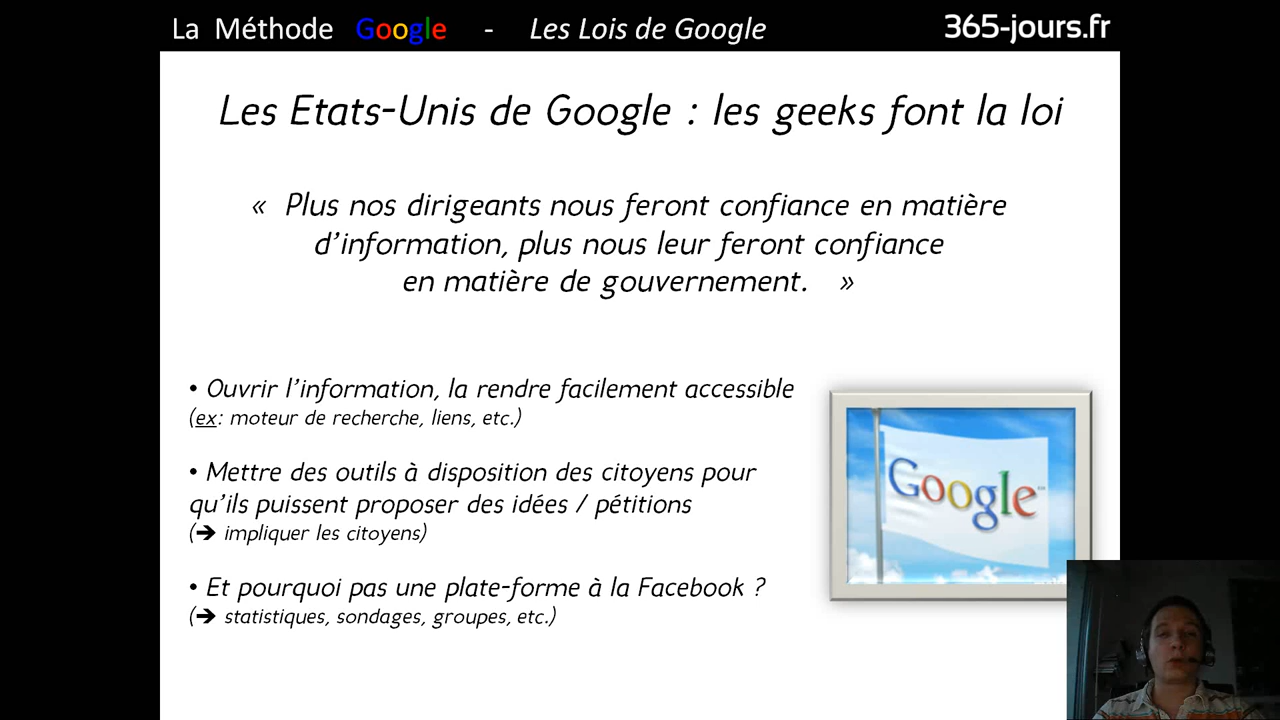 La Méthode Google - Les Lois de Google
365-jours.fr
Les Etats-Unis de Google : les geeks font la loi
« Plus nos dirigeants nous feront confiance en matière
d’information, plus nous leur feront confiance
en matière de gouvernement. »
• Ouvrir l’information, la rendre facilement accessible
(ex: moteur de recherche, liens, etc.)
• Mettre des outils à disposition des citoyens pour
qu’ils puissent proposer des idées / pétitions
(➔ impliquer les citoyens)
• Et pourquoi pas une plate-forme à la Facebook ?
(➔ statistiques, sondages, groupes, etc.)
Google